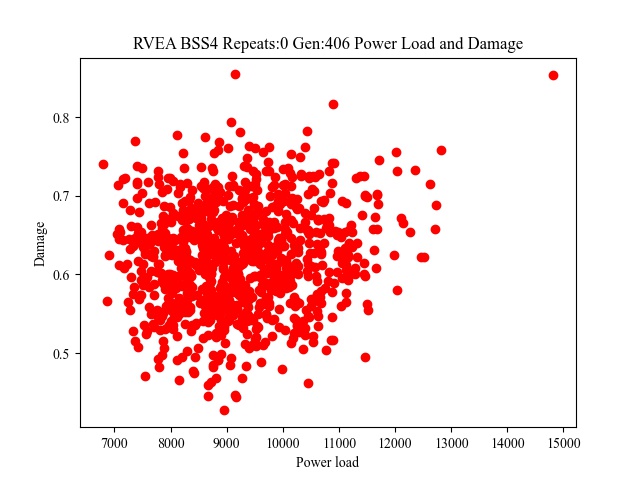 RVEA BSS4 Repeats:0 Gen:406 Power Load and Damage
Damage
0.8
0.7
0.6
0.5
7000 8000 9000 10000 11000 12000 13000 14000 15000
Power load